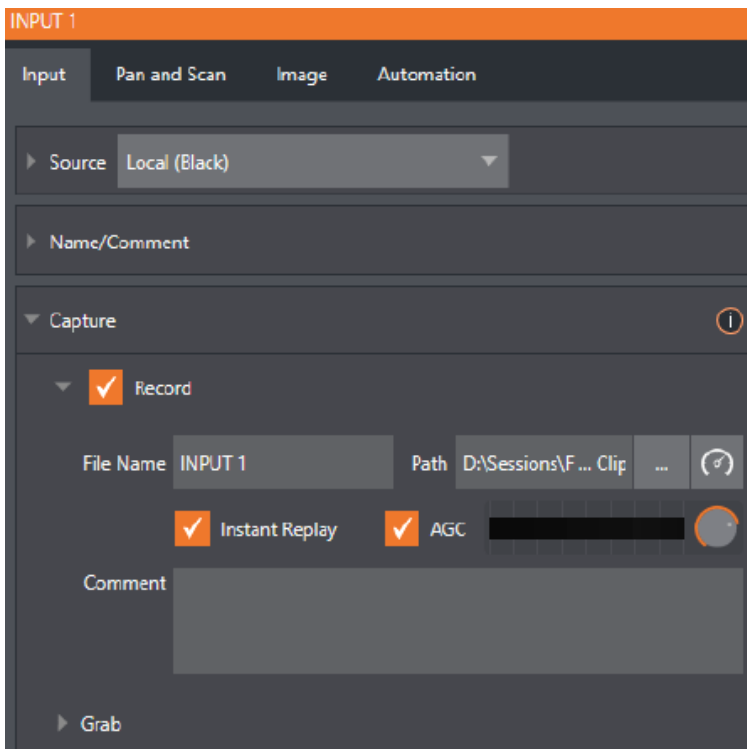 INPUT 1
Input Pan and Scan Image Automation
Source Local (Black)
Name/Comment
Capture
Record
File Name INPUT 1 Path D:\Sessions\F ... Clip ...
Instant Replay AGC
Comment
Grab